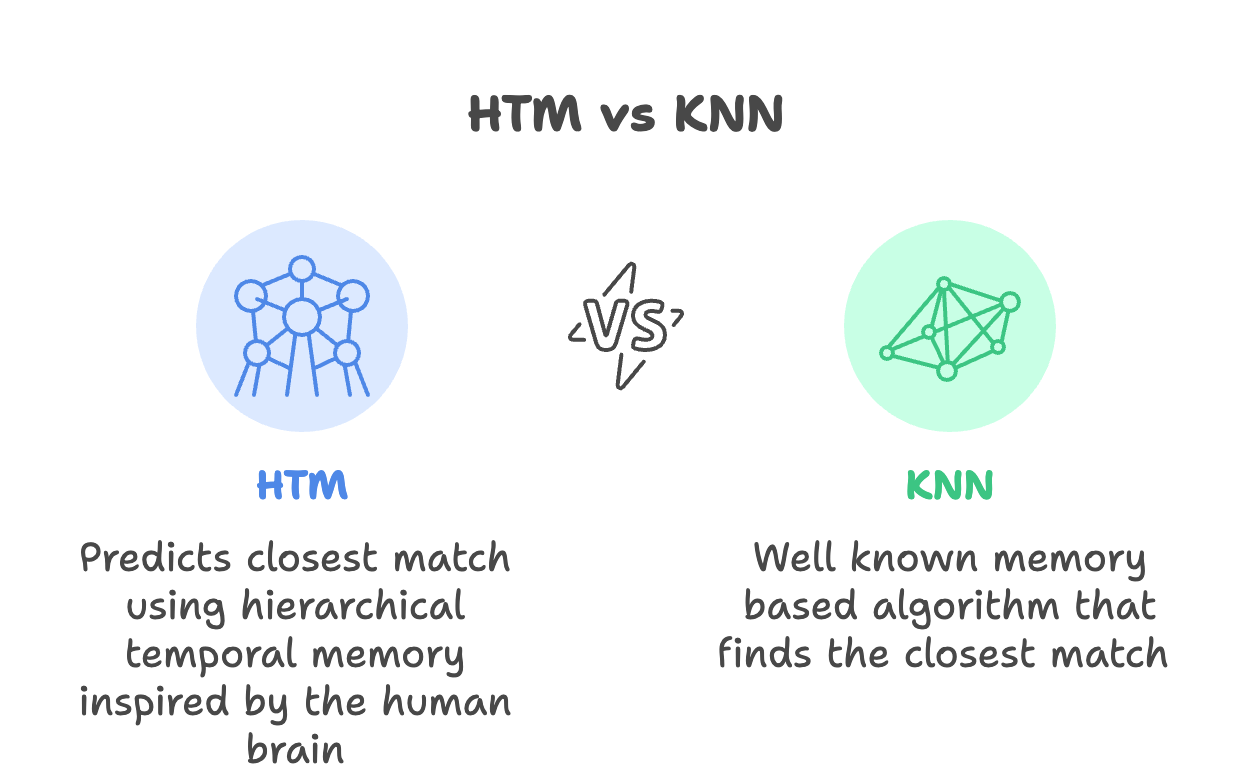 HTM vs KNN
VS
HTM
KNN
Predicts closest match
using hierarchical
temporal memory
inspired by the human
brain
Well known memory
based algorithm that
finds the closest match